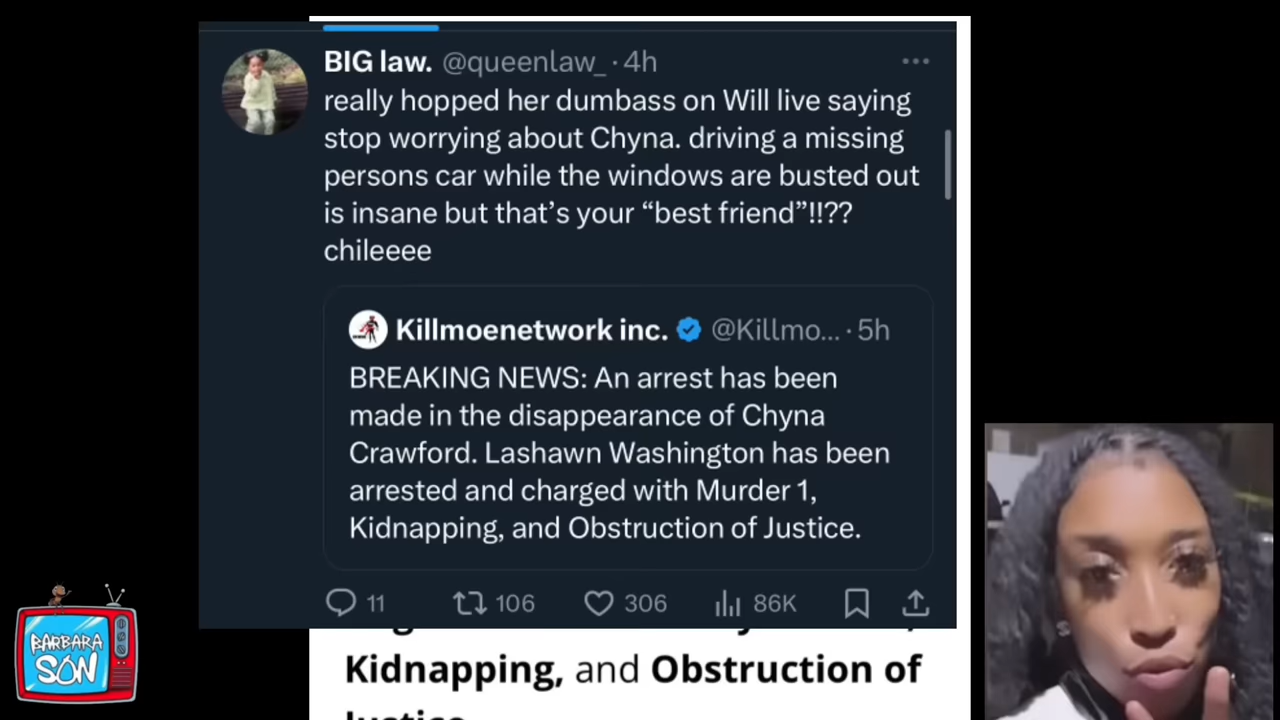 BIG law. @queenlaw_ · 4h
really hopped her dumbass on Will live saying
stop worrying about Chyna. driving a missing
persons car while the windows are busted out
is insane but that’s your “best friend”!!??
chileeee
Killmoenetwork inc. @Killmo... · 5h
BREAKING NEWS: An arrest has been
made in the disappearance of Chyna
Crawford. Lashawn Washington has been
arrested and charged with Murder 1,
Kidnapping, and Obstruction of Justice.
11 106 306 86K
Kidnapping, and Obstruction of
BARBARA
SON